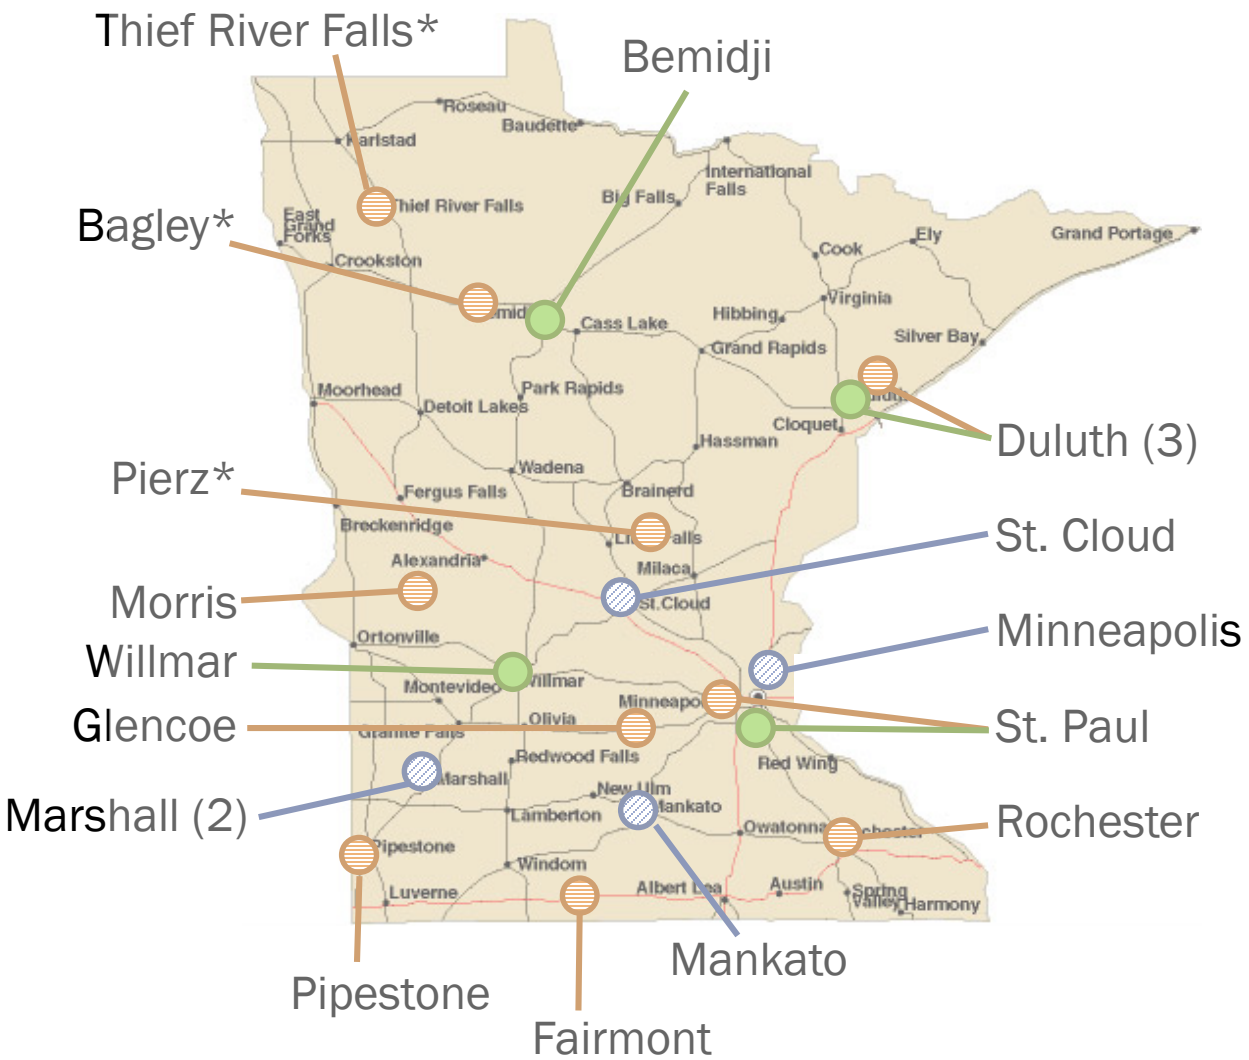 Thief River Falls*
Bemidji
Roseau
Baudette
Karlstad
International
Falls
Big Falls
Thief River Falls
Bagley*
East
Grand
Forks
Ely
Grand Portage
Cook
Crookston
Virginia
Hibbing
Cass Lake
Silver Bay
Grand Rapids
Moorhead
Park Rapids
Detoit Lakes
Cloquet
Duluth (3)
Hassman
Pierz*
Wadena
Fergus Falls
Brainerd
Breckenridge
St. Cloud
Alexandria
Milaca
Morris
St.Cloud
Minneapolis
Ortonville
Willmar
Willmar
Montevideo
Minneapo
Glencoe
Olivia
St. Paul
Granite Falls
Redwood Falls
Red Wing
Marshall
New Ulm
Marshall (2)
Mankato
Lamberton
Rochester
Owatonna
Pipestone
Windom
Albert Lea
Austin
Luverne
Spring
Valley
Harmony
Mankato
Pipestone
Fairmont